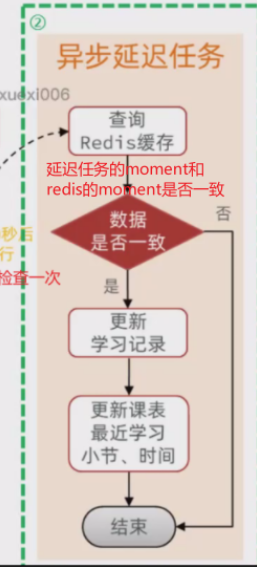 ②
异步延迟任务
xuexi006
查询
Redis缓存
延迟任务的moment和
redis的moment是否一致
数据
是否一致
否
秒后
行
检查一次
是
更新
学习记录
更新课表
最近学习
小节、时间
结束